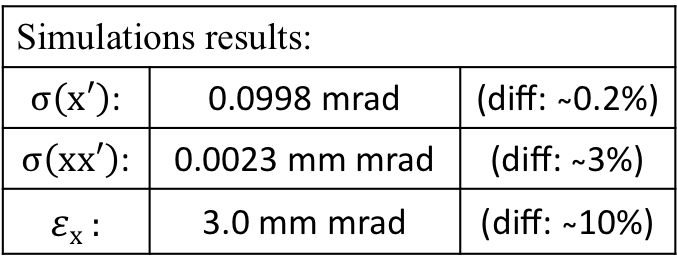 Simulations results:
σ(x′): 0.0998 mrad (diff: ~0.2%)
σ(xx′): 0.0023 mm mrad (diff: ~3%)
εx : 3.0 mm mrad (diff: ~10%)